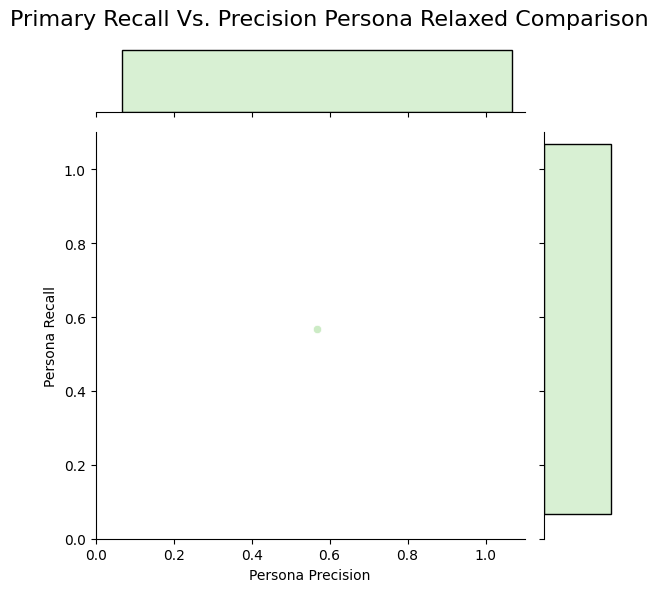 Primary Recall Vs. Precision Persona Relaxed Comparison
1.0
0.8
0.6
0.4
0.2
0.0
Persona Recall
0.0 0.2 0.4 0.6 0.8 1.0
Persona Precision